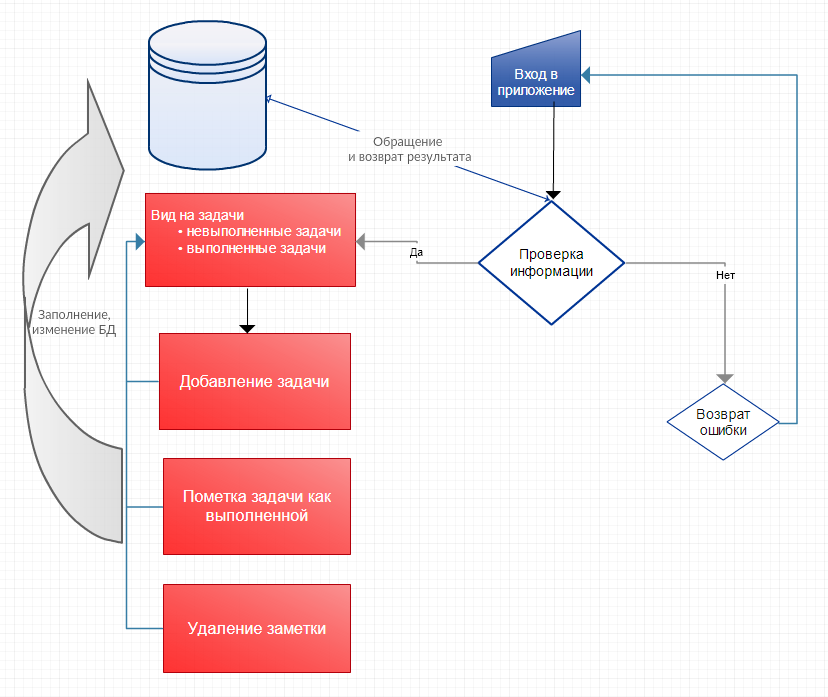 Вход в
приложение
Обращение
и возврат результата
Вид на задачи
• невыполненные задачи
• выполненные задачи
Да
Проверка
информации
Нет
Заполнение,
изменение БД
Добавление задачи
Возврат
ошибки
Пометка задачи как
выполненной
Удаление заметки